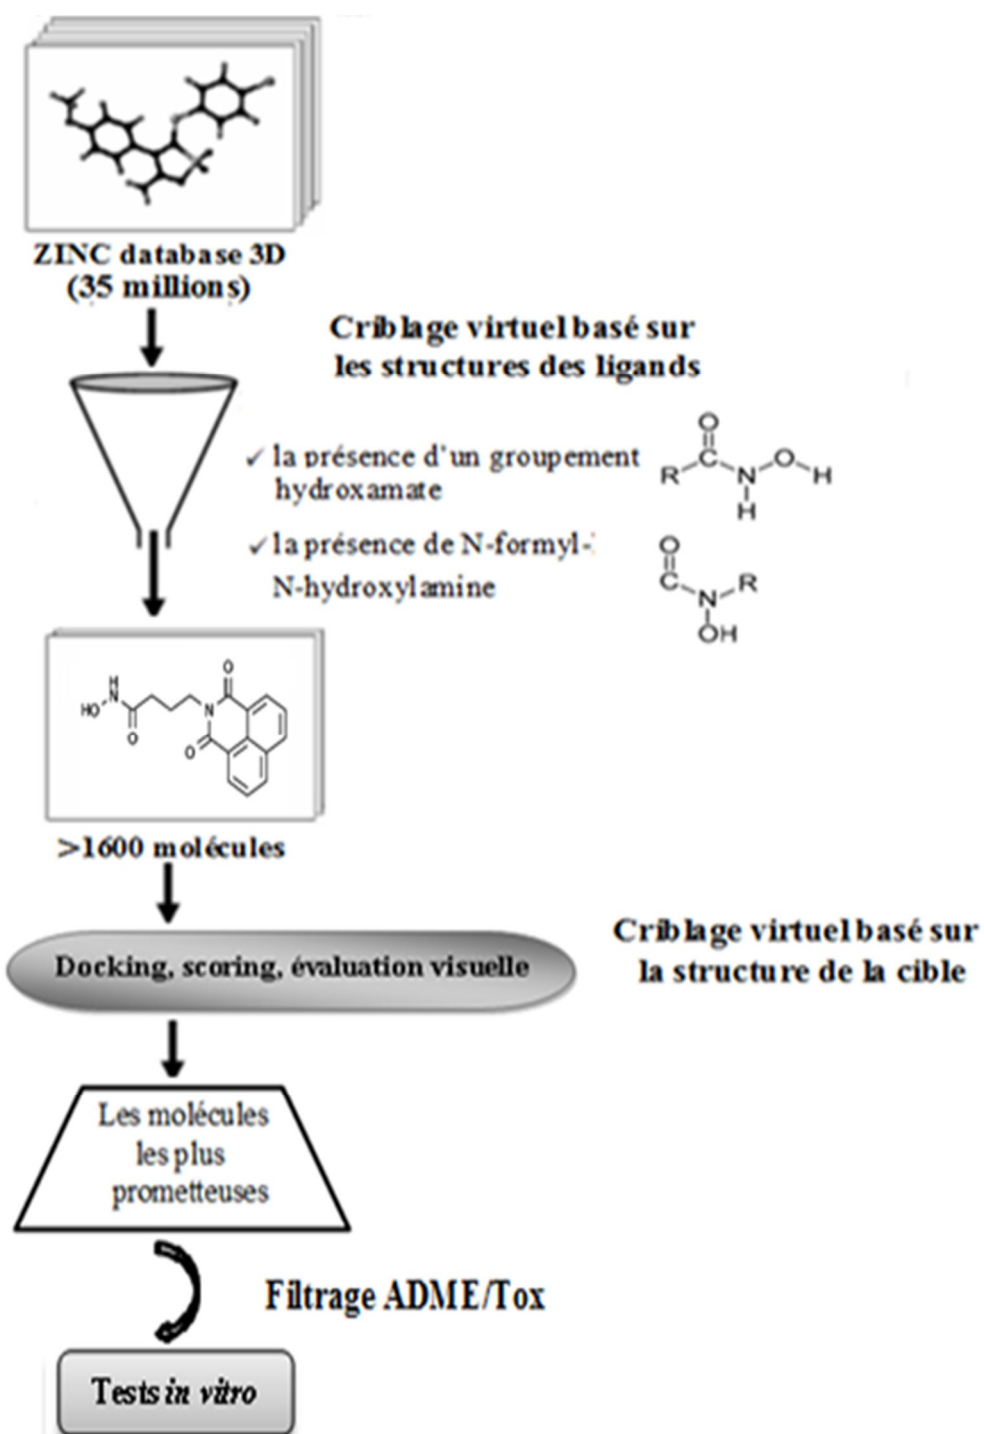 ZINC database 3D
(35 millions)
Criblage virtuel basé sur
les structures des ligands
✓ la présence d'un groupement
hydroxamate
O
R C N O H
H
✓ la présence de N-formyl-
N-hydroxylamine
O
C N R
OH
H
HO N
O
O
N
O
>1600 molécules
Docking, scoring, évaluation visuelle
Criblage virtuel basé sur
la structure de la cible
Les molécules
les plus
prometteuses
Filtrage ADME/Tox
Tests in vitro